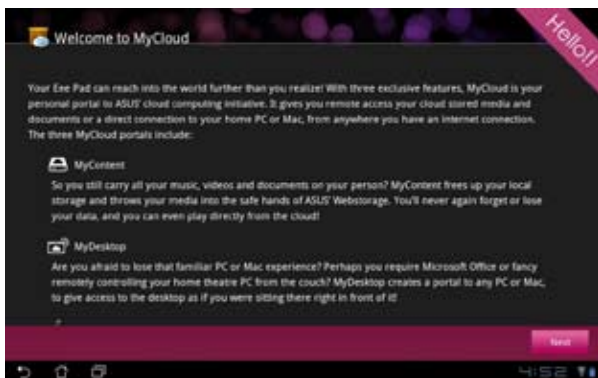 Welcome to MyCloud
Hello!!
Your Eee Pad can reach into the world further than you realize! With three exclusive features, MyCloud is your
personal portal to ASUS' cloud computing initiative. It gives you remote access your cloud stored media and
documents or a direct connection to your home PC or Mac, from anywhere you have an internet connection.
The three MyCloud portals include:
MyContent
So you still carry all your music, videos and documents on your person? MyContent frees up your local
storage and throws your media into the safe hands of ASUS' Webstorage. You'll never again forget or lose
your data, and you can even play directly from the cloud!
MyDesktop
Are you afraid to lose that familiar PC or Mac experience? Perhaps you require Microsoft Office or fancy
remotely controlling your home theatre PC from the couch? MyDesktop creates a portal to any PC or Mac,
to give access to the desktop as if you were sitting there right in front of it!
Next
4:52